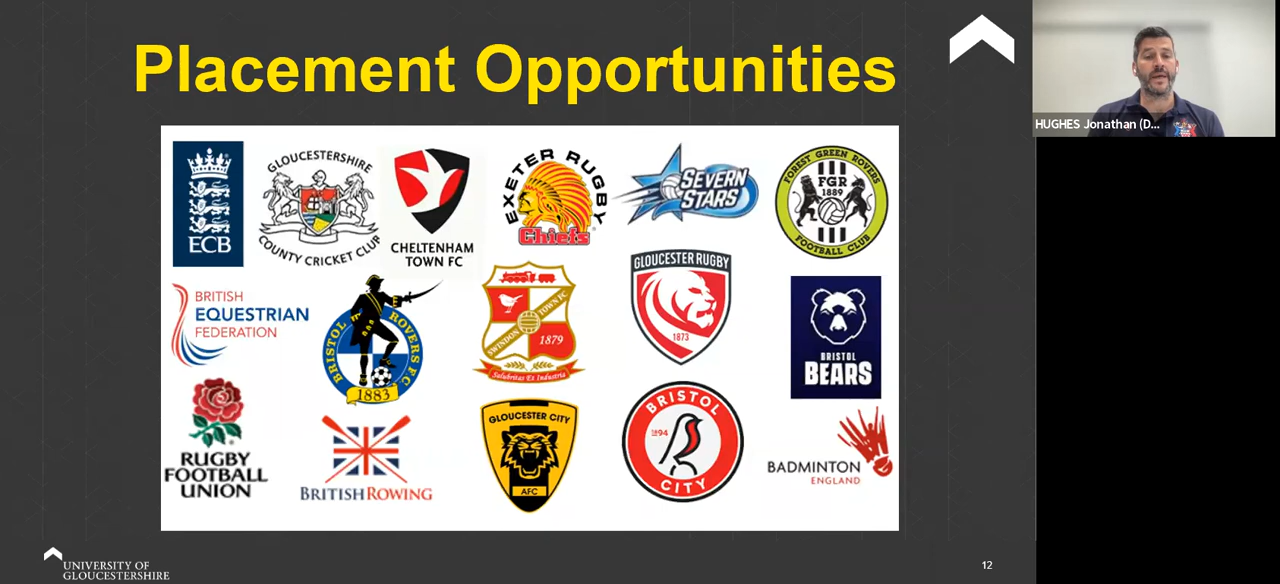 Placement Opportunities
HUGHES Jonathan (D...
ECB
GLOUCESTERSHIRE
COUNTY CRICKET CLUB
CHELTENHAM
TOWN FC
EXETER RUGBY
Chiefs
SEVERN
STARS
FOREST GREEN ROVERS
FGR
1889
FOOTBALL CLUB
BRITISH
EQUESTRIAN
FEDERATION
BRISTOL ROVERS F.C.
1883
SWINDON TOWN FC
1879
Salubritas Et Industria
GLOUCESTER RUGBY
1873
BRISTOL
BEARS
RUGBY
FOOTBALL
UNION
BRITISH ROWING
GLOUCESTER CITY
AFC
BRISTOL
1894
CITY
BADMINTON
ENGLAND
UNIVERSITY OF
GLOUCESTERSHIRE
12